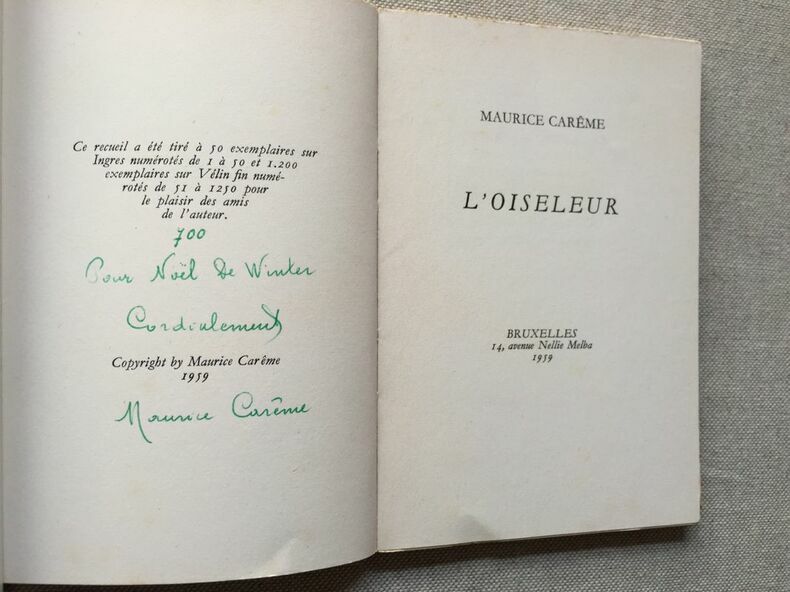 Ce recueil a été tiré à 50 exemplaires sur
Ingres numérotés de 1 à 50 et 1.200
exemplaires sur Vélin fin numé-
rotés de 51 à 1250 pour
le plaisir des amis
de l'auteur.
700
Pour Noël De Winter
Cordialement
Copyright by Maurice Carême
1959
Maurice Carême
MAURICE CARÊME
L'OISELEUR
BRUXELLES
14, avenue Nellie Melba
1959